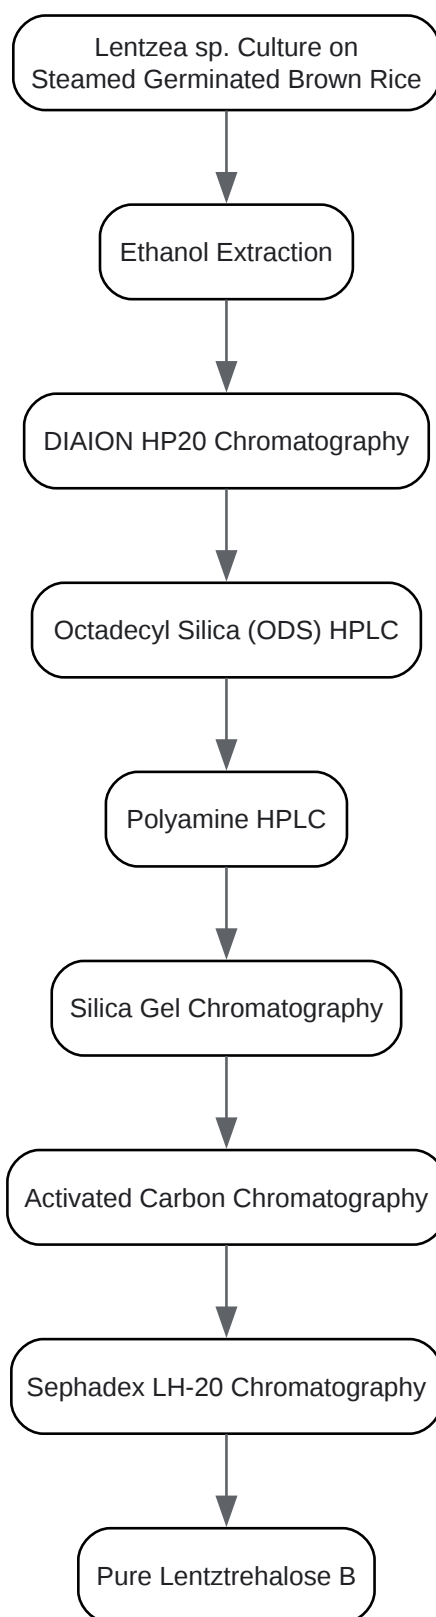 Lentzea sp. Culture on
Steamed Germinated Brown Rice
Ethanol Extraction
DIAION HP20 Chromatography
Octadecyl Silica (ODS) HPLC
Polyamine HPLC
Silica Gel Chromatography
Activated Carbon Chromatography
Sephadex LH-20 Chromatography
Pure Lentztrehalose B